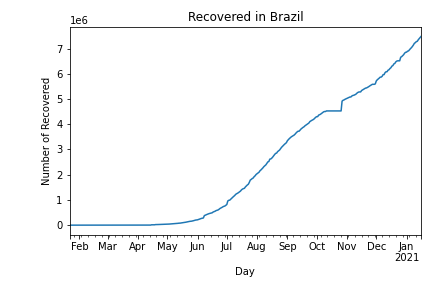 Recovered in Brazil
1e6
7
6
5
4
3
2
1
0
Number of Recovered
Feb Mar Apr May Jun Jul Aug Sep Oct Nov Dec Jan
2021
Day